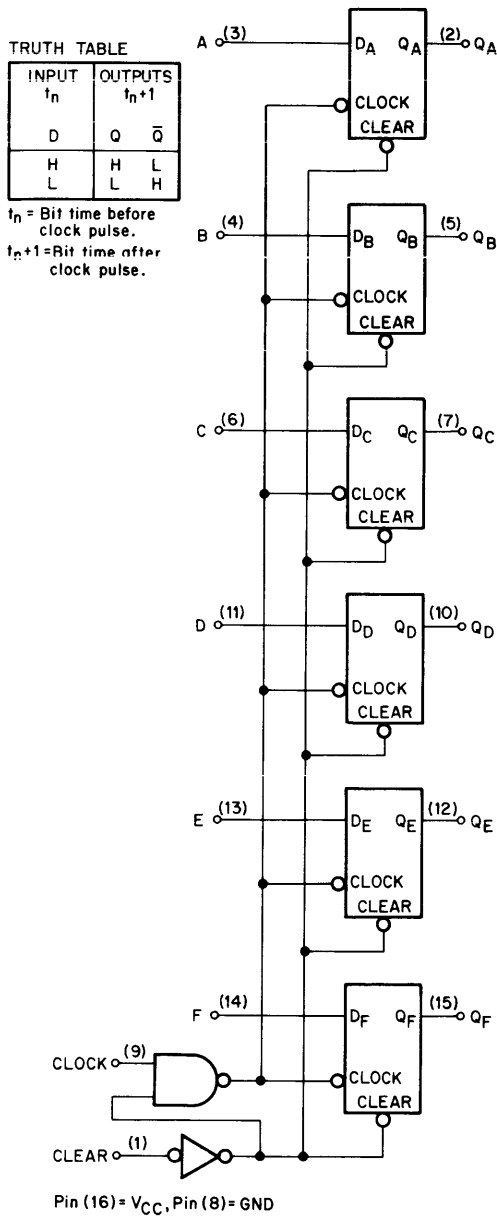 TRUTH TABLE
INPUT OUTPUTS
tn tn+1
D Q Q̄
H H L
L L H
tn = Bit time before
clock pulse.
tn+1 = Bit time after
clock pulse.
A (3) DA QA (2) QA
CLOCK
CLEAR
B (4) DB QB (5) QB
CLOCK
CLEAR
C (6) DC QC (7) QC
CLOCK
CLEAR
D (11) DD QD (10) QD
CLOCK
CLEAR
E (13) DE QE (12) QE
CLOCK
CLEAR
F (14) DF QF (15) QF
CLOCK (9) CLOCK
CLEAR
CLEAR (1)
Pin (16) = VCC, Pin (8) = GND